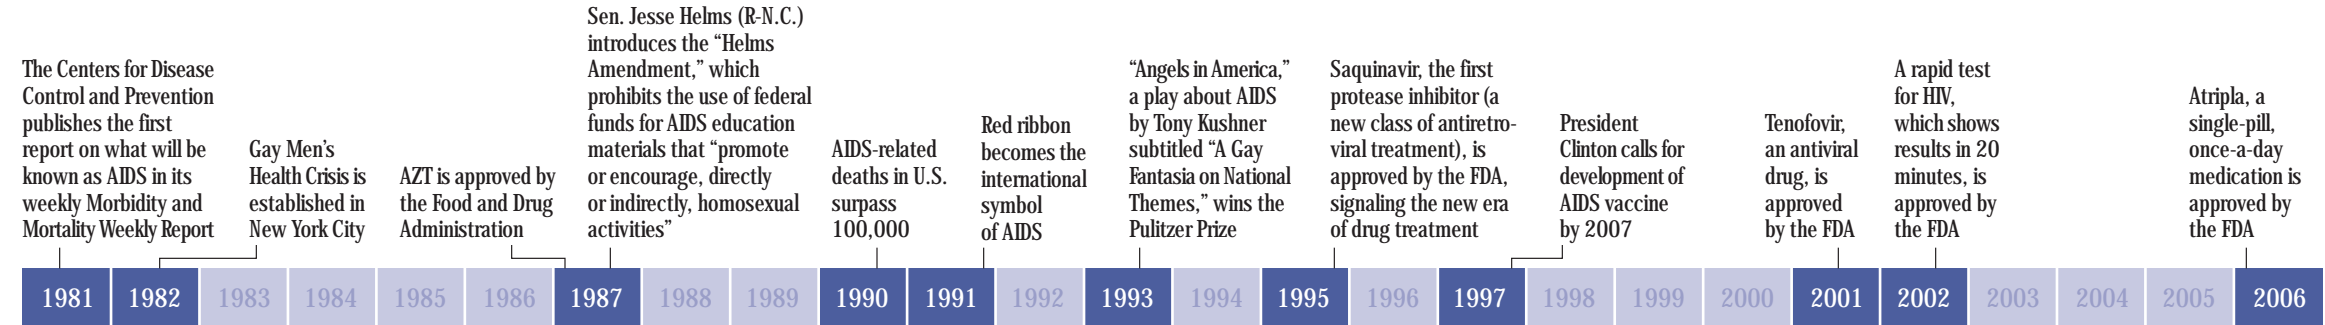 The Centers for Disease
Control and Prevention
publishes the first
report on what will be
known as AIDS in its
weekly Morbidity and
Mortality Weekly Report
Gay Men’s
Health Crisis is
established in
New York City
AZT is approved by
the Food and Drug
Administration
Sen. Jesse Helms (R-N.C.)
introduces the “Helms
Amendment,” which
prohibits the use of federal
funds for AIDS education
materials that “promote
or encourage, directly
or indirectly, homosexual
activities”
AIDS-related
deaths in U.S.
surpass
100,000
Red ribbon
becomes the
international
symbol
of AIDS
“Angels in America,”
a play about AIDS
by Tony Kushner
subtitled “A Gay
Fantasia on National
Themes,” wins the
Pulitzer Prize
Saquinavir, the first
protease inhibitor (a
new class of antiretro-
viral treatment), is
approved by the FDA,
signaling the new era
of drug treatment
President
Clinton calls for
development of
AIDS vaccine
by 2007
Tenofovir,
an antiviral
drug, is
approved
by the FDA
A rapid test
for HIV,
which shows
results in 20
minutes, is
approved by
the FDA
Atripla, a
single-pill,
once-a-day
medication is
approved by
the FDA
1981 1982 1983 1984 1985 1986 1987 1988 1989 1990 1991 1992 1993 1994 1995 1996 1997 1998 1999 2000 2001 2002 2003 2004 2005 2006